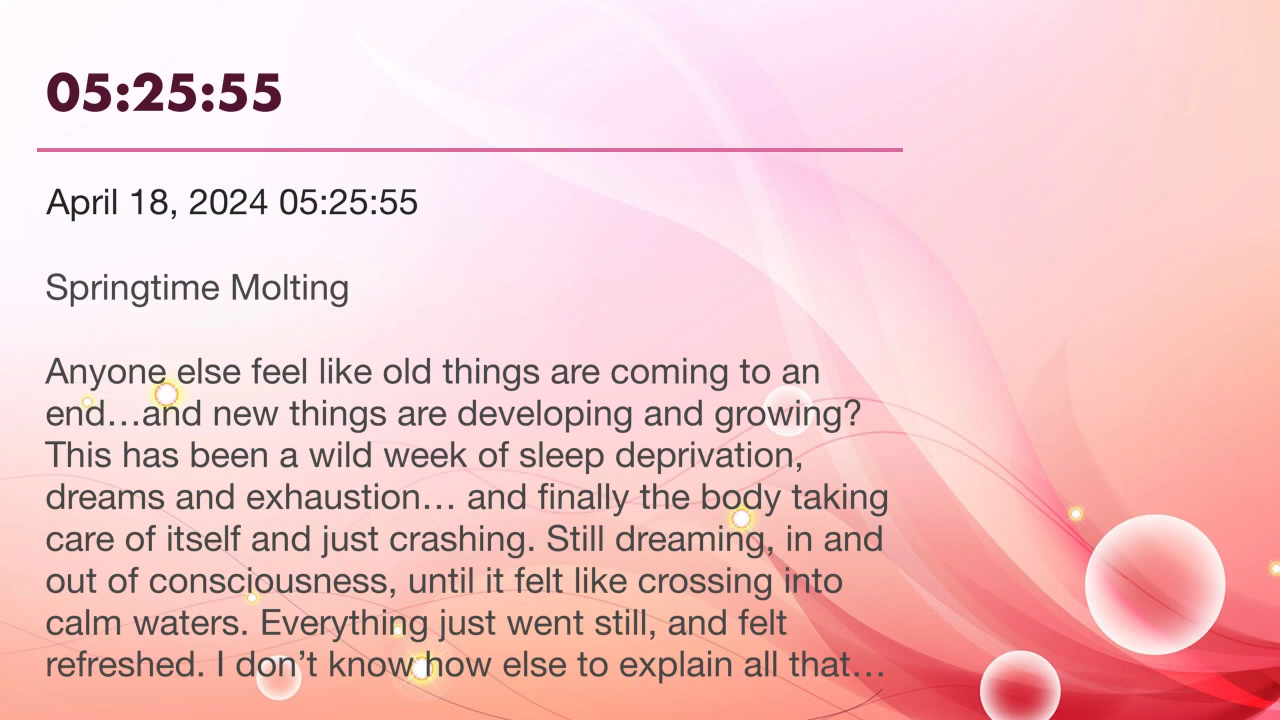 05:25:55
April 18, 2024 05:25:55
Springtime Molting
Anyone else feel like old things are coming to an
end…and new things are developing and growing?
This has been a wild week of sleep deprivation,
dreams and exhaustion… and finally the body taking
care of itself and just crashing. Still dreaming, in and
out of consciousness, until it felt like crossing into
calm waters. Everything just went still, and felt
refreshed. I don’t know how else to explain all that…